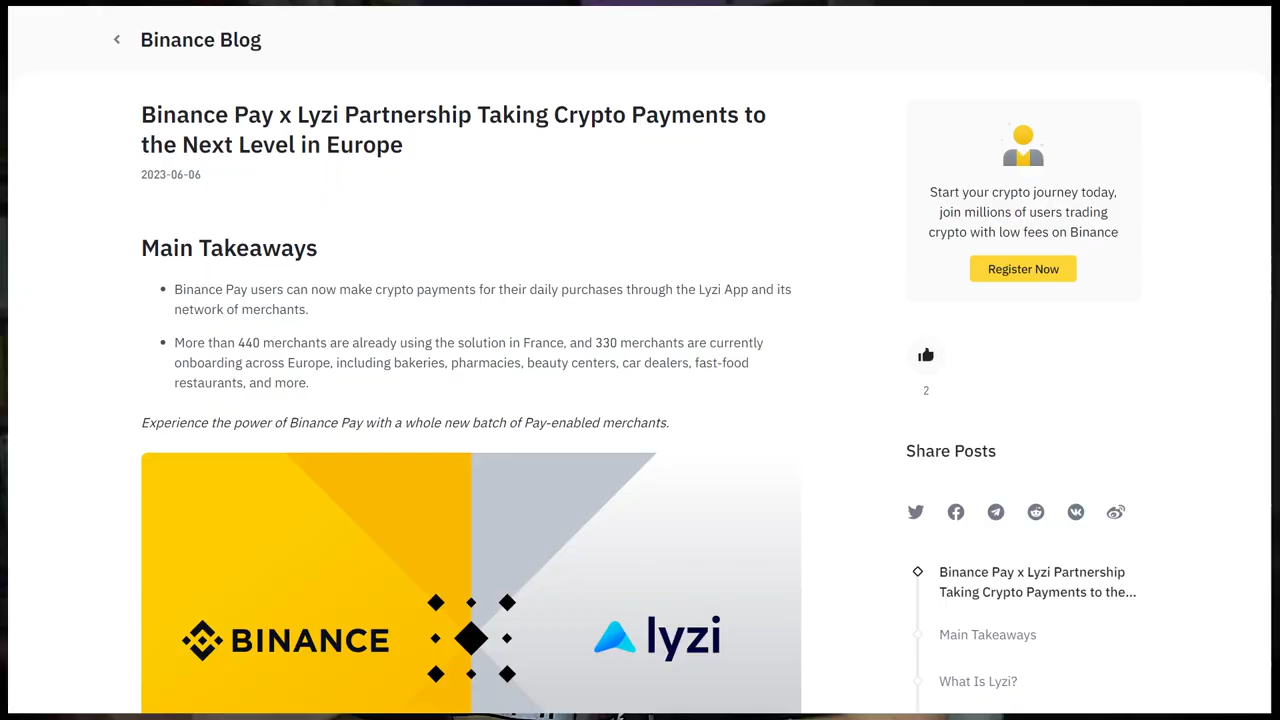 Binance Blog
Binance Pay x Lyzi Partnership Taking Crypto Payments to
the Next Level in Europe
2023-06-06
Main Takeaways
Binance Pay users can now make crypto payments for their daily purchases through the Lyzi App and its
network of merchants.
More than 440 merchants are already using the solution in France, and 330 merchants are currently
onboarding across Europe, including bakeries, pharmacies, beauty centers, car dealers, fast-food
restaurants, and more.
Experience the power of Binance Pay with a whole new batch of Pay-enabled merchants.
BINANCE
lyzi
Start your crypto journey today,
join millions of users trading
crypto with low fees on Binance
Register Now
2
Share Posts
Binance Pay x Lyzi Partnership
Taking Crypto Payments to the...
Main Takeaways
What Is Lyzi?